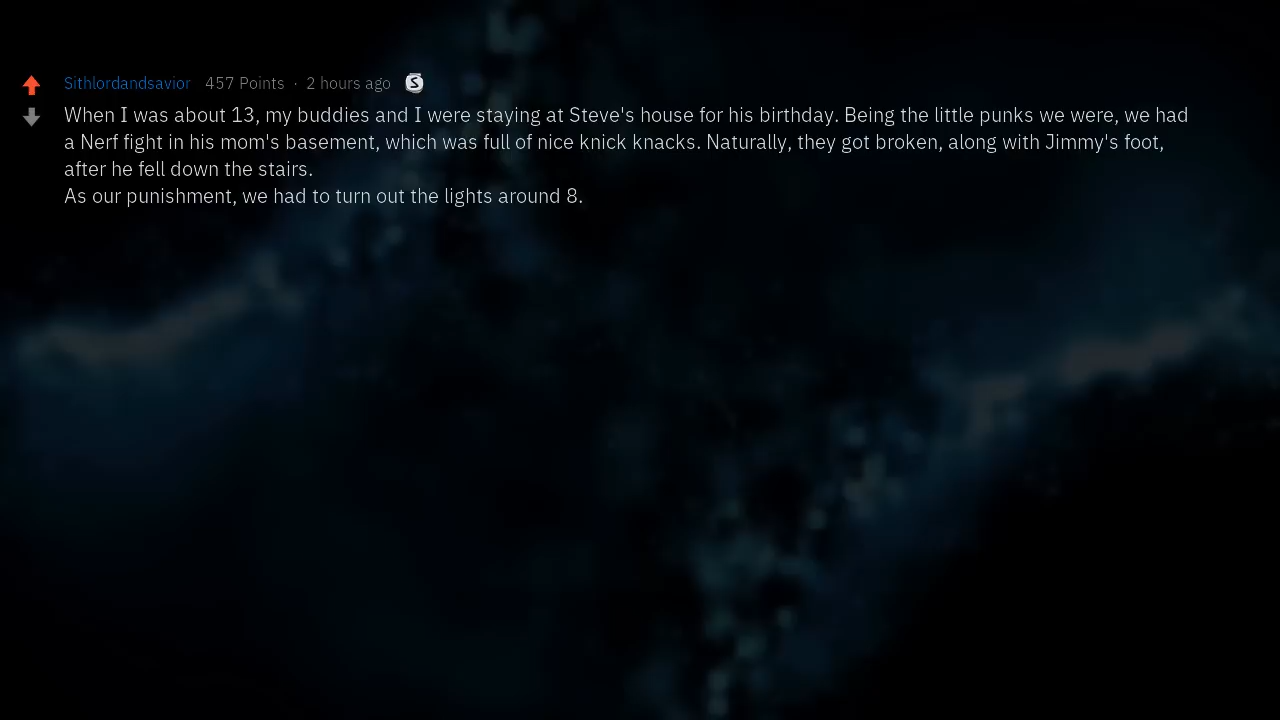 Sithlordandsavior 457 Points · 2 hours ago S
When I was about 13, my buddies and I were staying at Steve's house for his birthday. Being the little punks we were, we had
a Nerf fight in his mom's basement, which was full of nice knick knacks. Naturally, they got broken, along with Jimmy's foot,
after he fell down the stairs.
As our punishment, we had to turn out the lights around 8.